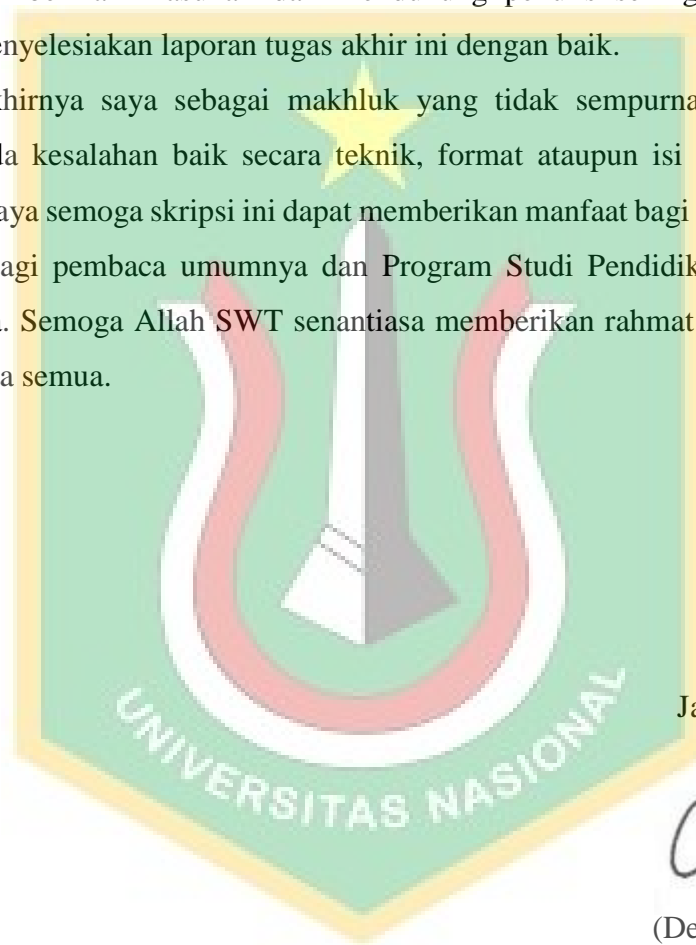 nyelesiakan laporan tugas akhir ini dengan baik.
khirnya saya sebagai makhluk yang tidak sempurna
la kesalahan baik secara teknik, format ataupun isi
aya semoga skripsi ini dapat memberikan manfaat bagi
agi pembaca umumnya dan Program Studi Pendidik
. Semoga Allah SWT senantiasa memberikan rahmat
a semua.
Ja
UNIVERSITAS NASIONAL
(De